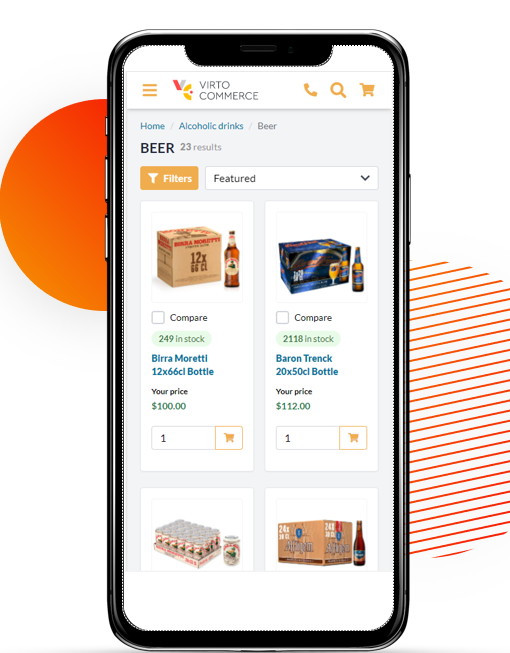 VIRTO
COMMERCE
Home / Alcoholic drinks / Beer
BEER 23 results
Filters
Featured
BIRRA MORETTI
12x
66 CL
Compare
Compare
249 in stock
2118 in stock
Birra Moretti
12x66cl Bottle
Baron Trenck
20x50cl Bottle
Your price
Your price
$100.00
$112.00
1
1
24x